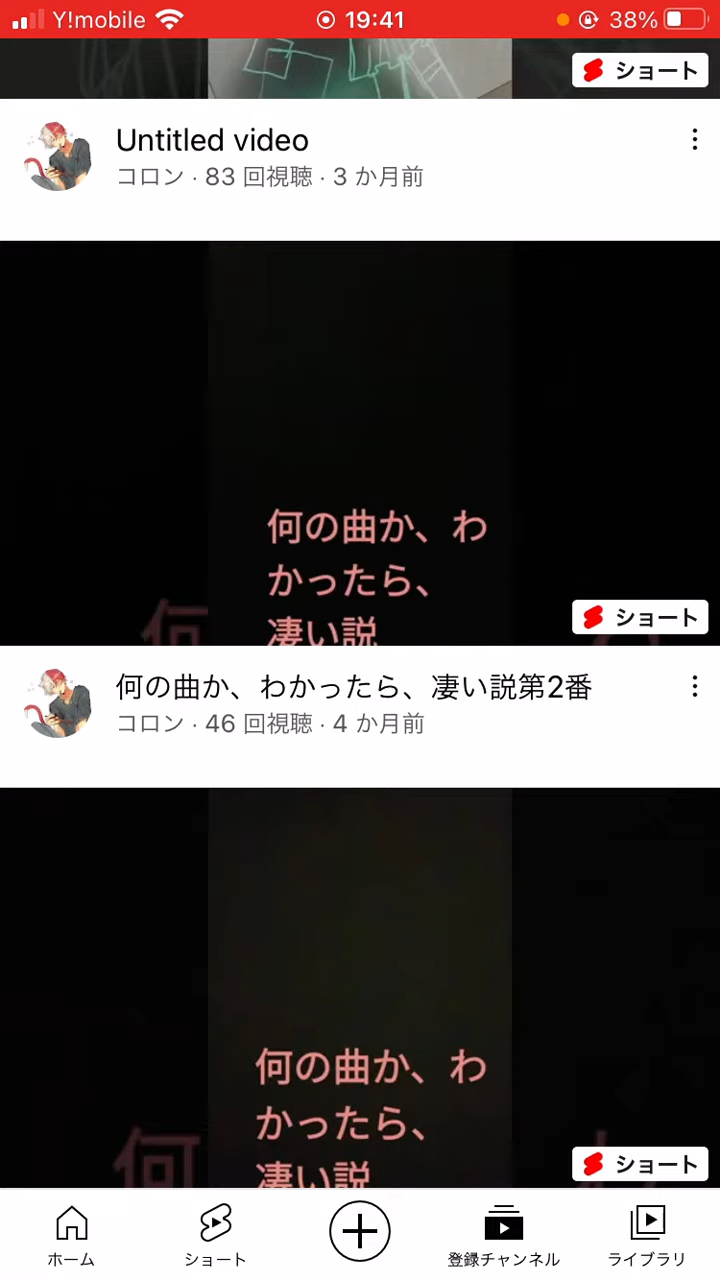 Y!mobile 19:41 38%
ショート
Untitled video
コロン · 83 回視聴 · 3 か月前
何の曲か、わ
かったら、
凄い説
何
ショート
何の曲か、わかったら、凄い説第2番
コロン · 46 回視聴 · 4 か月前
何の曲か、わ
かったら、
凄い説
何
ショート
ホーム ショート 登録チャンネル ライブラリ